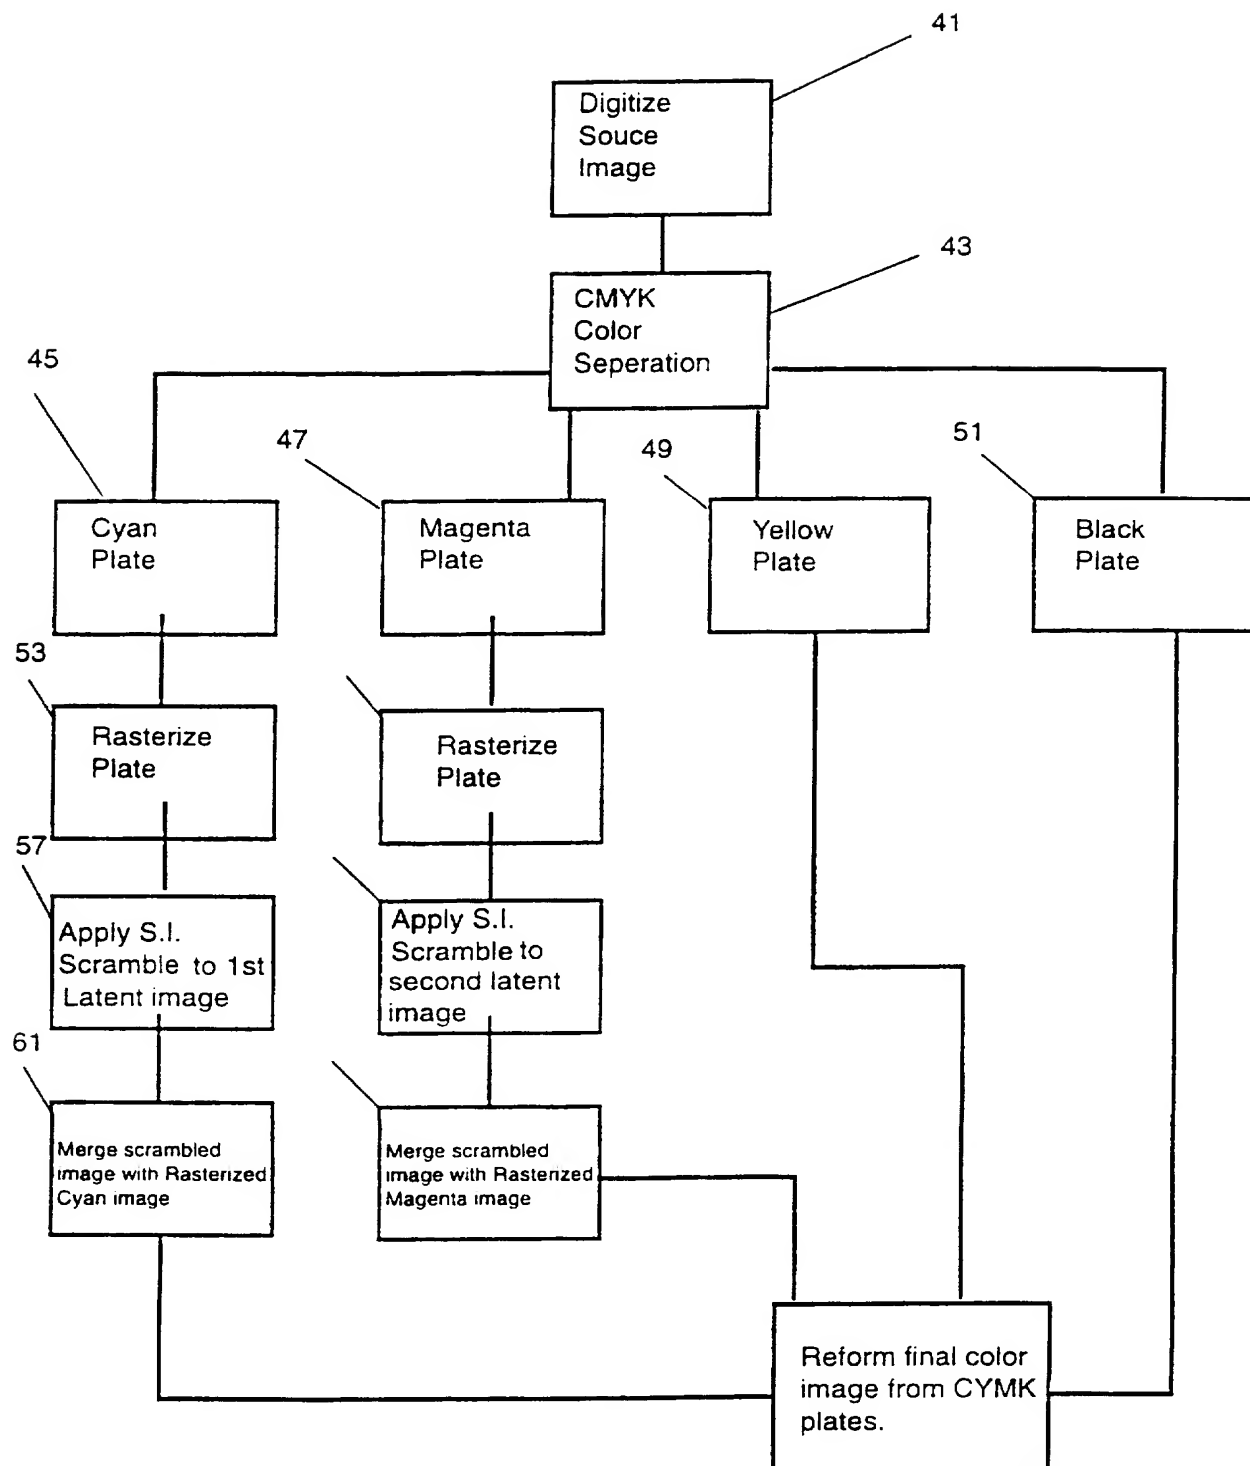 41
Digitize
Souce
Image
43
CMYK
Color
Seperation
45
47
49
51
Cyan
Plate
Magenta
Plate
Yellow
Plate
Black
Plate
53
Rasterize
Plate
Rasterize
Plate
57
Apply S.I.
Scramble to 1st
Latent image
Apply S.I.
Scramble to
second latent
image
61
Merge scrambled
image with Rasterized
Cyan image
Merge scrambled
image with Rasterized
Magenta image
Reform final color
image from CYMK
plates.